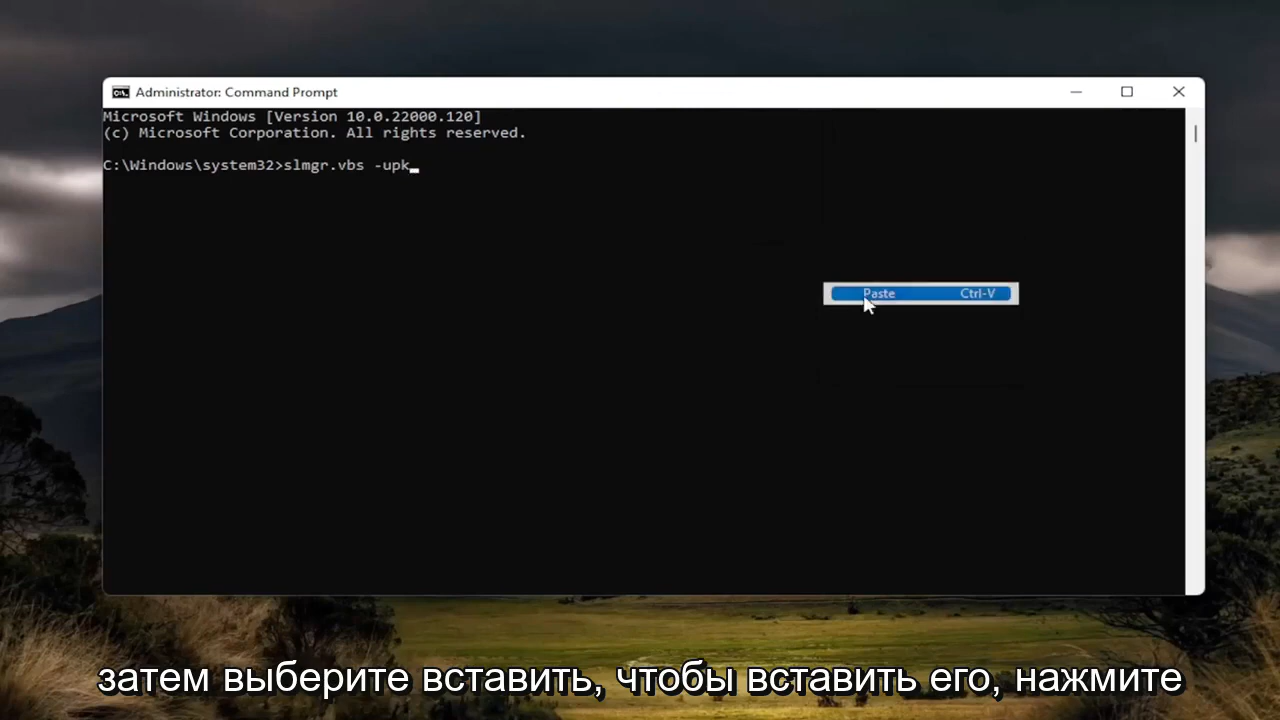 Administrator: Command Prompt
Microsoft Windows [Version 10.0.22000.120]
(c) Microsoft Corporation. All rights reserved.
C:\Windows\system32>slmgr.vbs -upk
Paste Ctrl-V
затем выберите вставить, чтобы вставить его, нажмите